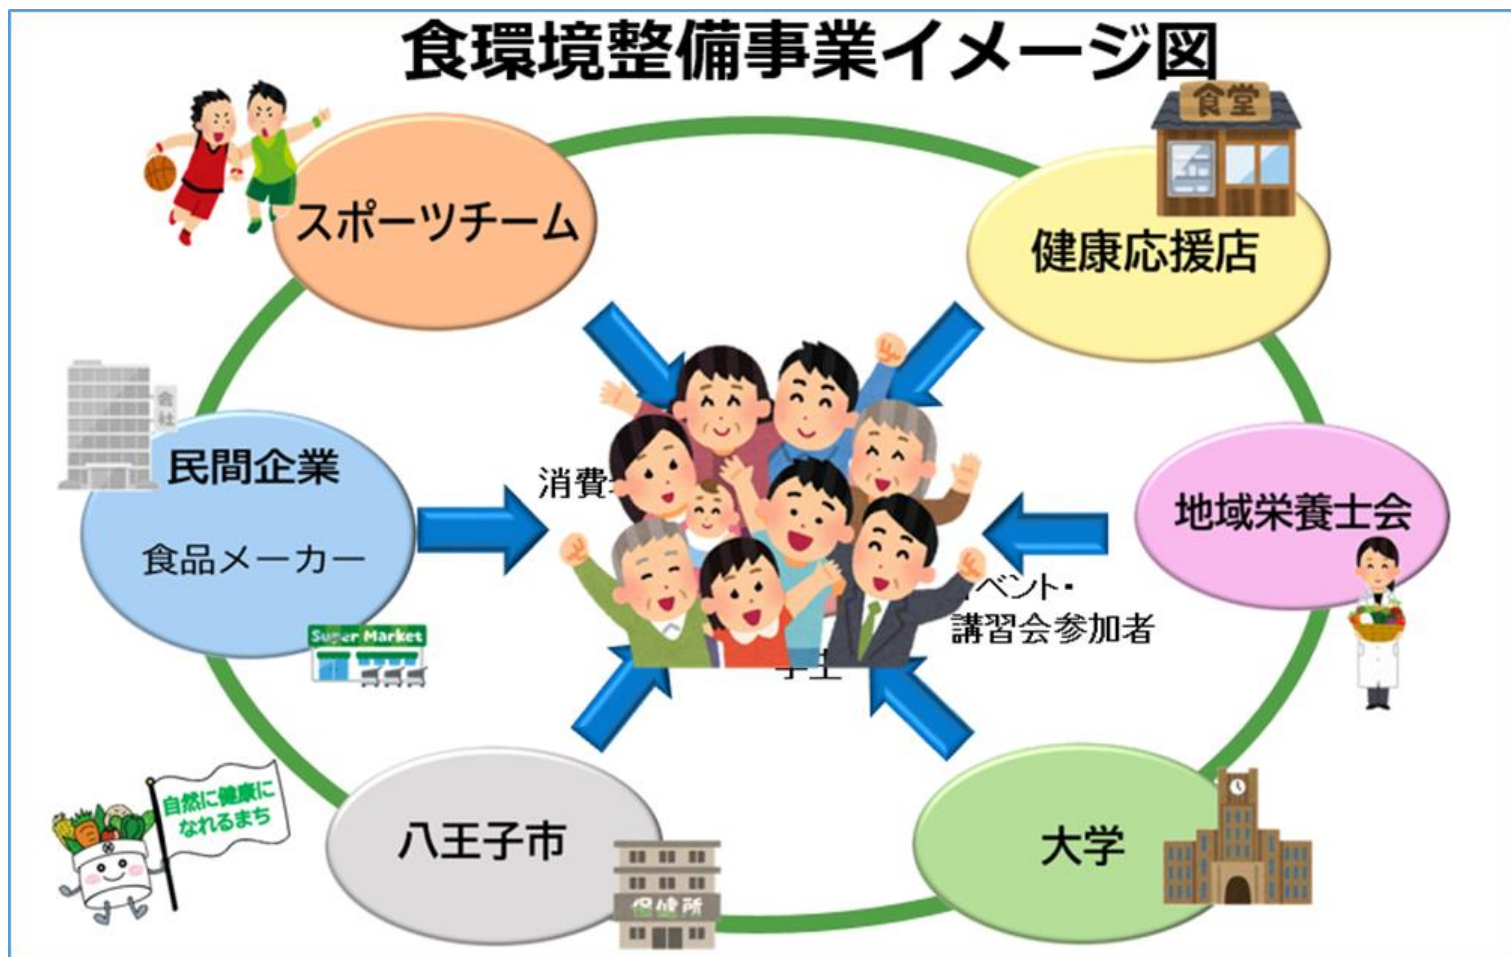 食環境整備事業イメージ図
食堂
スポーツチーム
健康応援店
会社
民間企業
食品メーカー
消費
地域栄養士会
ベント・
講習会参加者
Super Market
自然に健康に
なれるまち
八王子市
保健所
大学